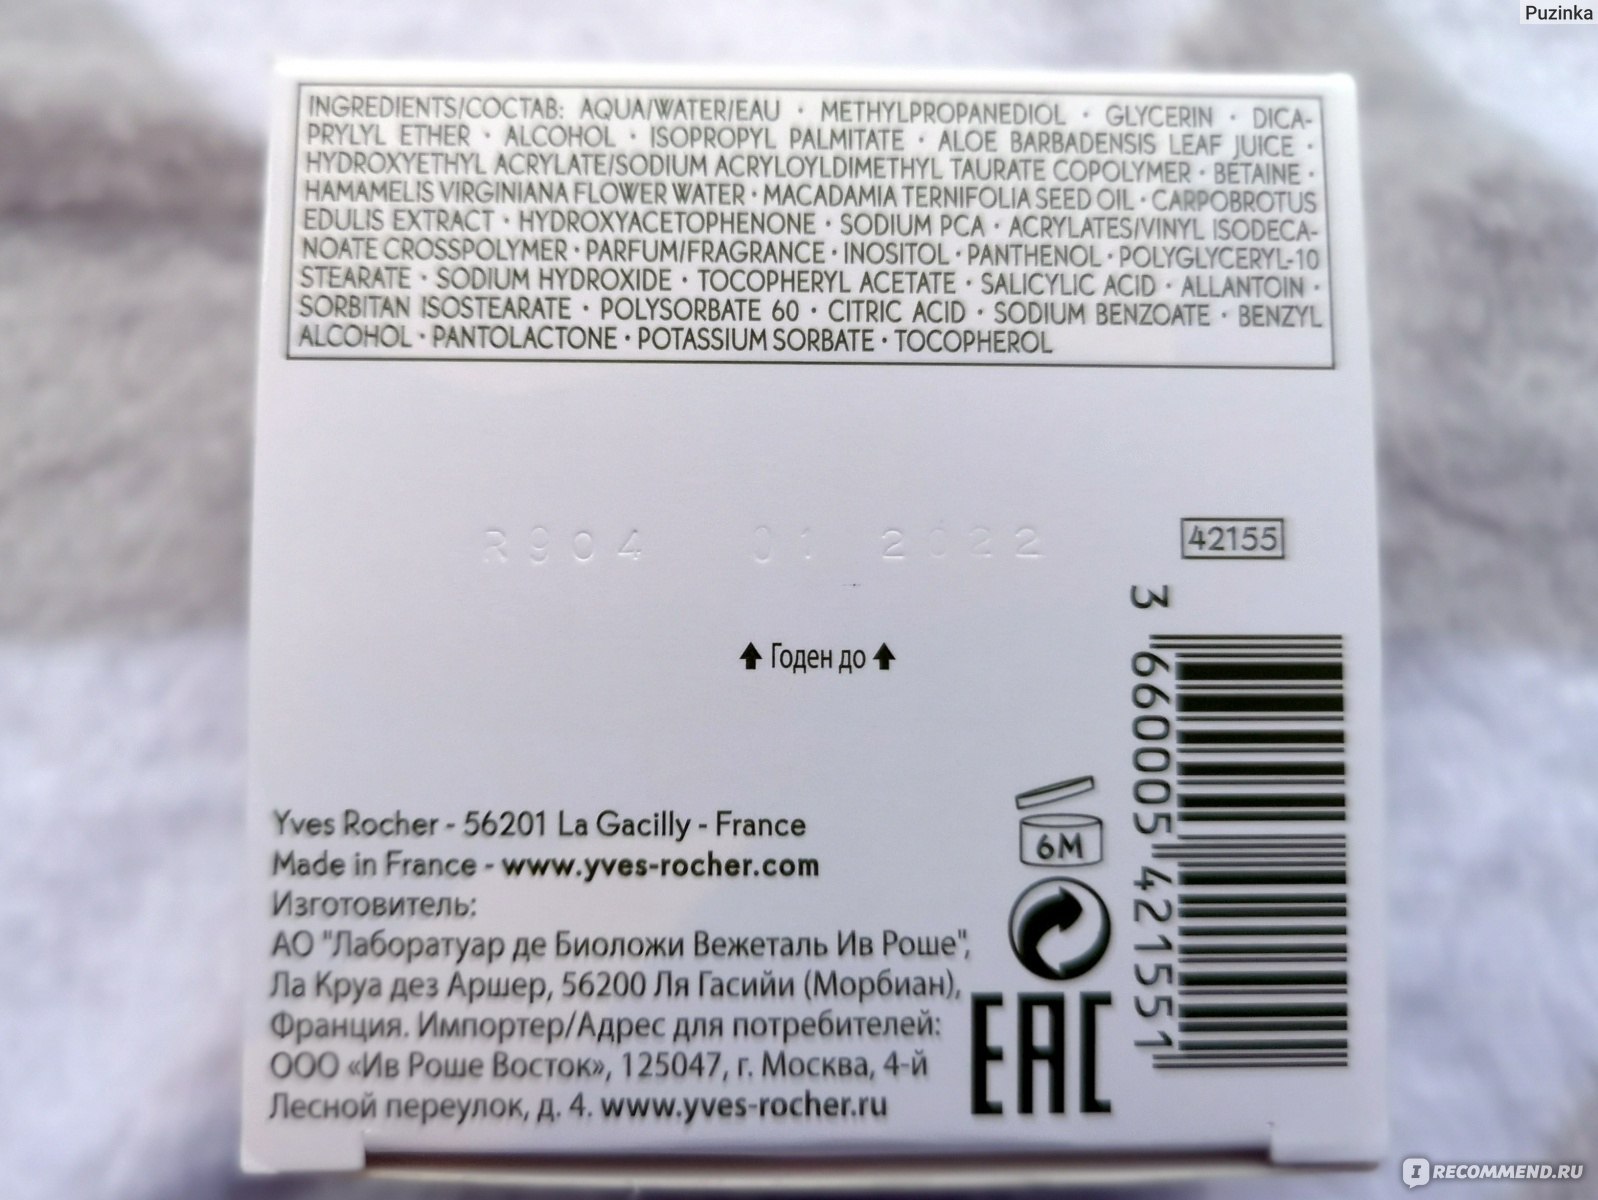 Puzinka
INGREDIENTS/СОСТАВ: AQUA/WATER/EAU · METHYLPROPANEDIOL · GLYCERIN · DICA-
PRYLYL ETHER · ALCOHOL · ISOPROPYL PALMITATE · ALOE BARBADENSIS LEAF JUICE ·
HYDROXYETHYL ACRYLATE/SODIUM ACRYLOYLDIMETHYL TAURATE COPOLYMER · BETAINE ·
HAMAMELIS VIRGINIANA FLOWER WATER · MACADAMIA TERNIFOLIA SEED OIL · CARPOBROTUS
EDULIS EXTRACT · HYDROXYACETOPHENONE · SODIUM PCA · ACRYLATES/VINYL ISODECA-
NOATE CROSSPOLYMER · PARFUM/FRAGRANCE · INOSITOL · PANTHENOL · POLYGLYCERYL-10
STEARATE · SODIUM HYDROXIDE · TOCOPHERYL ACETATE · SALICYLIC ACID · ALLANTOIN ·
SORBITAN ISOSTEARATE · POLYSORBATE 60 · CITRIC ACID · SODIUM BENZOATE · BENZYL
ALCOHOL · PANTOLACTONE · POTASSIUM SORBATE · TOCOPHEROL
R904 01 2022
42155
Годен до
3 660005 421551
6M
Yves Rocher - 56201 La Gacilly - France
Made in France - www.yves-rocher.com
Изготовитель:
АО "Лаборатуар де Биоложи Вежеталь Ив Роше",
Ла Круа дез Аршер, 56200 Ля Гасийи (Морбиан),
Франция. Импортер/Адрес для потребителей:
ООО «Ив Роше Восток», 125047, г. Москва, 4-й
Лесной переулок, д. 4. www.yves-rocher.ru
EAC
IRECOMMEND.RU